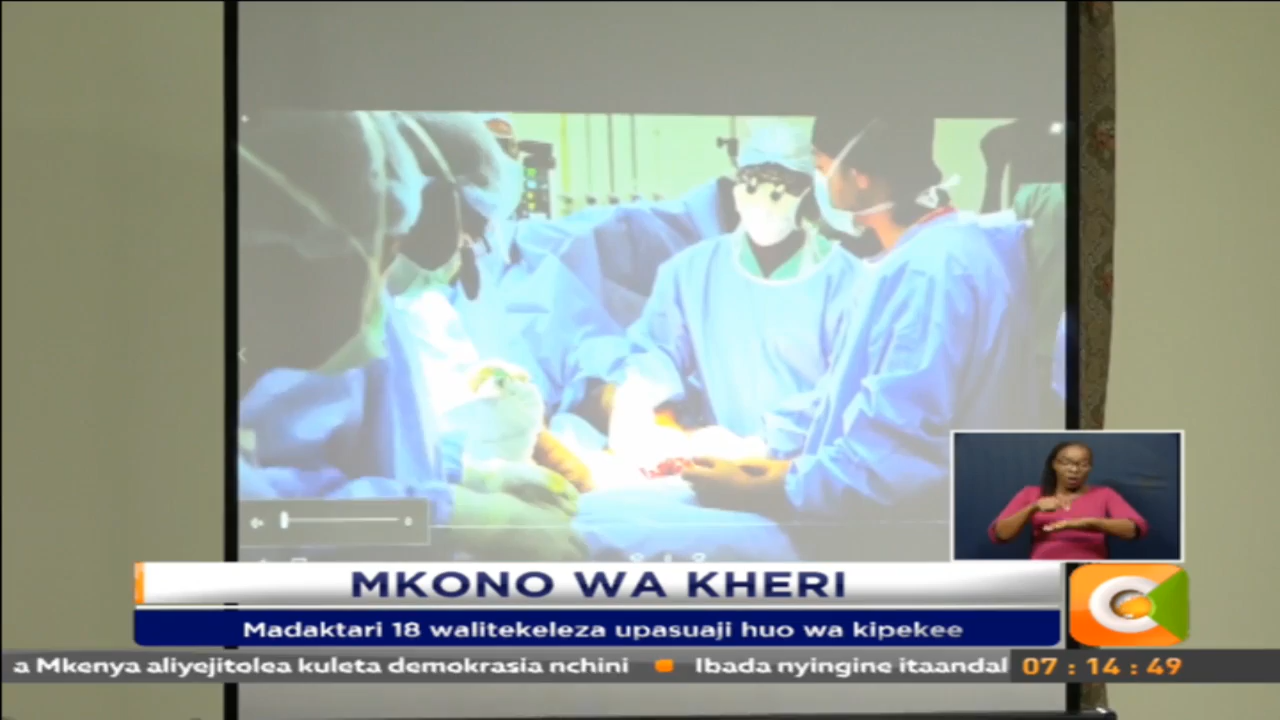 MKONO WA KHERI
Madaktari 18 walitekeleza upasuaji huo wa kipekee
a Mkenya aliyejitolea kuleta demokrasia nchini Ibada nyingine itaandal 07 : 14 : 49